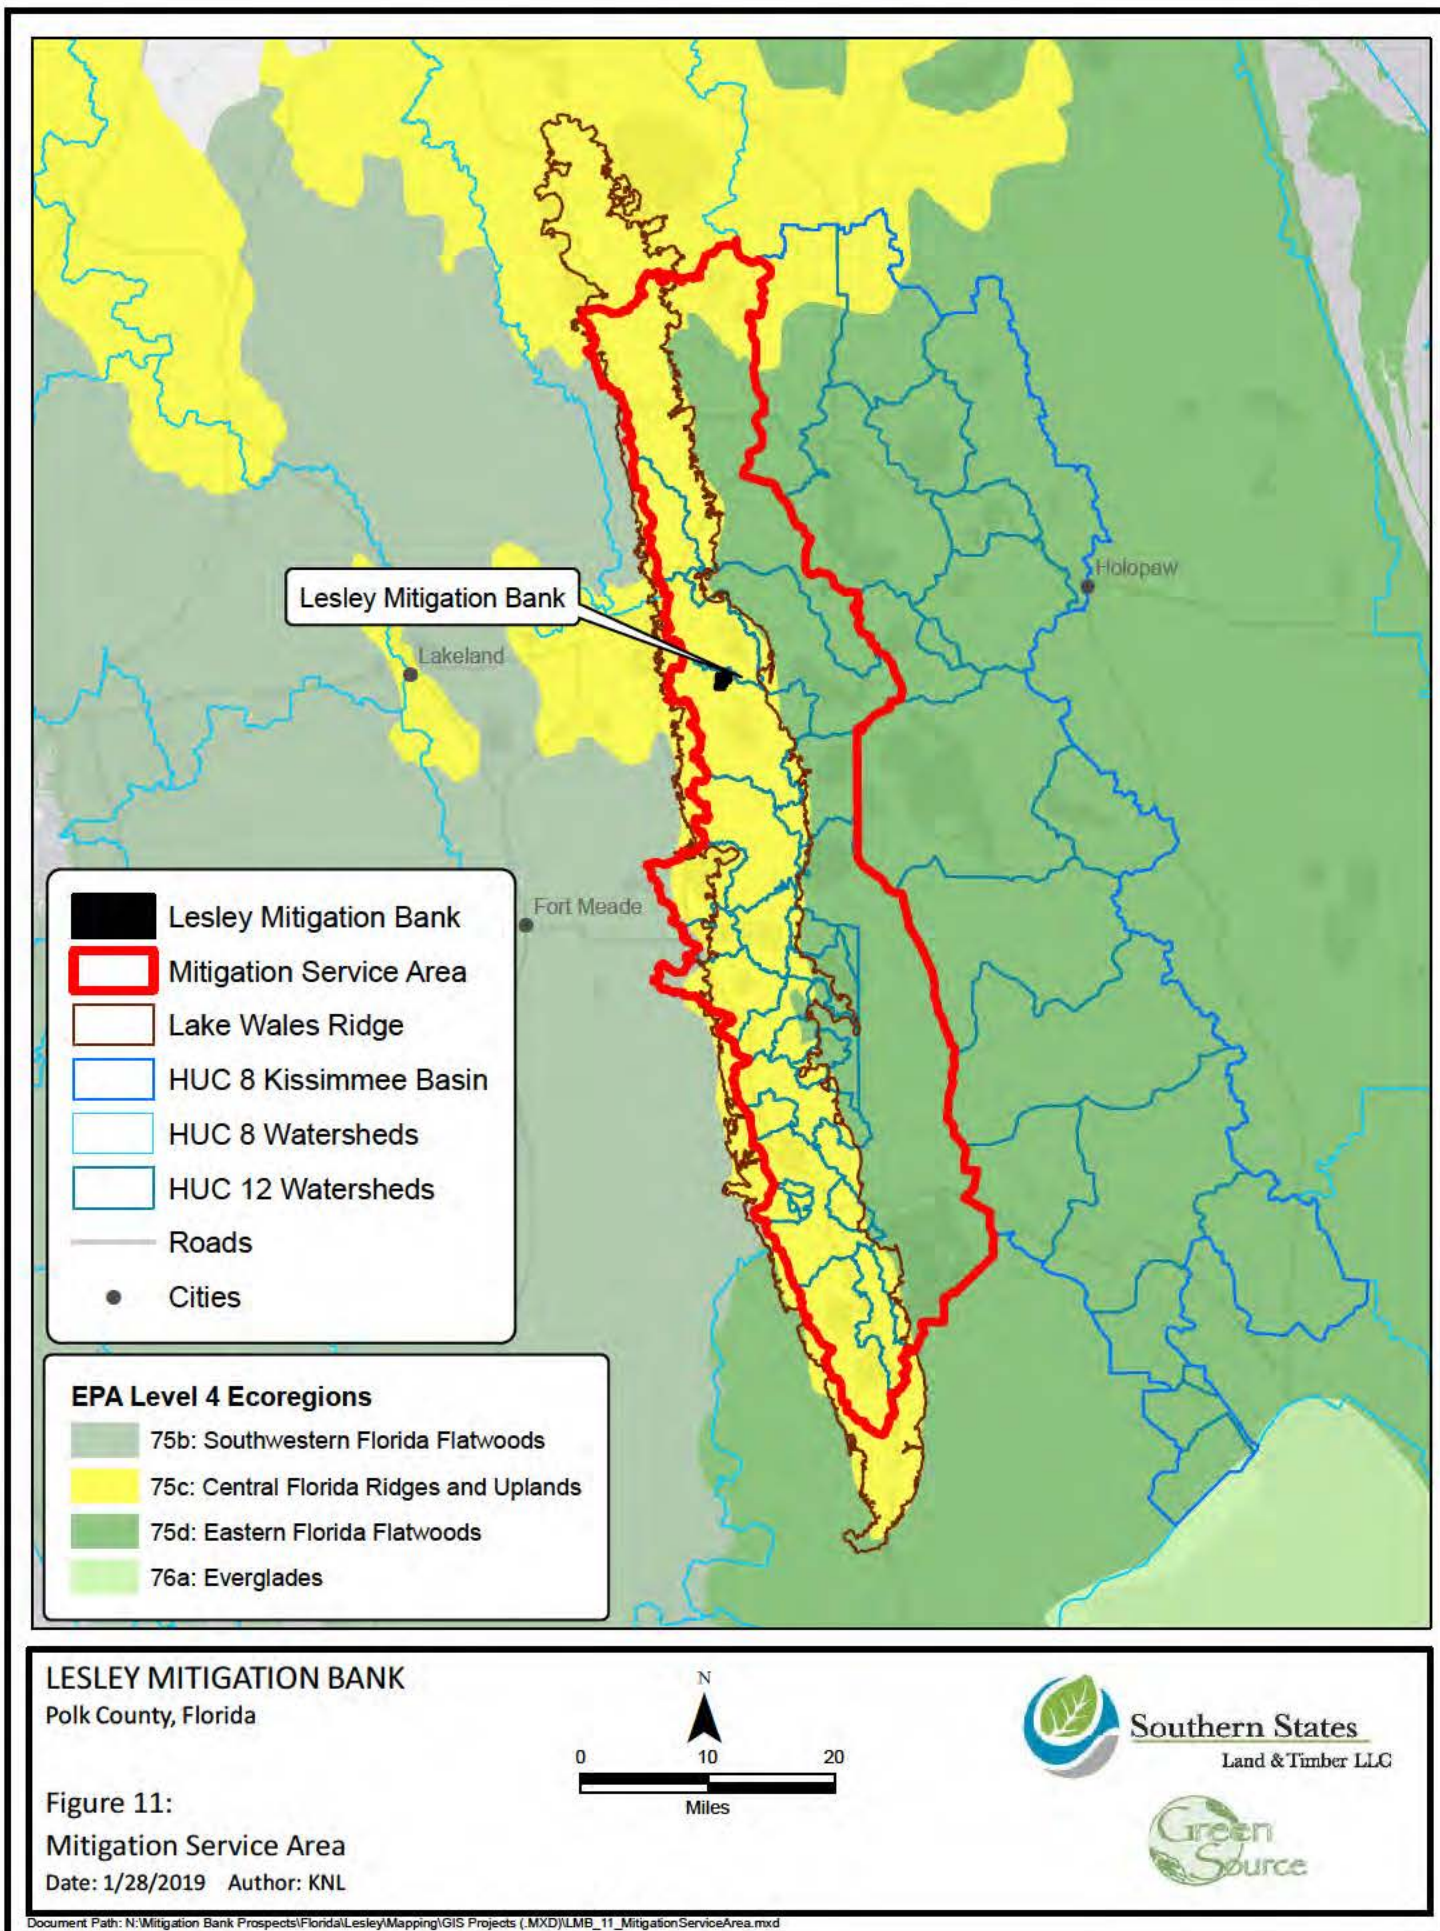 Holopaw
Lesley Mitigation Bank
Lakeland
Fort Meade
Lesley Mitigation Bank
Mitigation Service Area
Lake Wales Ridge
HUC 8 Kissimmee Basin
HUC 8 Watersheds
HUC 12 Watersheds
Roads
Cities
EPA Level 4 Ecoregions
75b: Southwestern Florida Flatwoods
75c: Central Florida Ridges and Uplands
75d: Eastern Florida Flatwoods
76a: Everglades
LESLEY MITIGATION BANK
Polk County, Florida
Figure 11:
Mitigation Service Area
Date: 1/28/2019 Author: KNL
N
0 10 20
Miles
Southern States
Land & Timber LLC
Green
Source
Document Path: N:\Mitigation Bank Prospects\Florida\Lesley\Mapping\GIS Projects (.MXD)\LMB_11_MitigationServiceArea.mxd